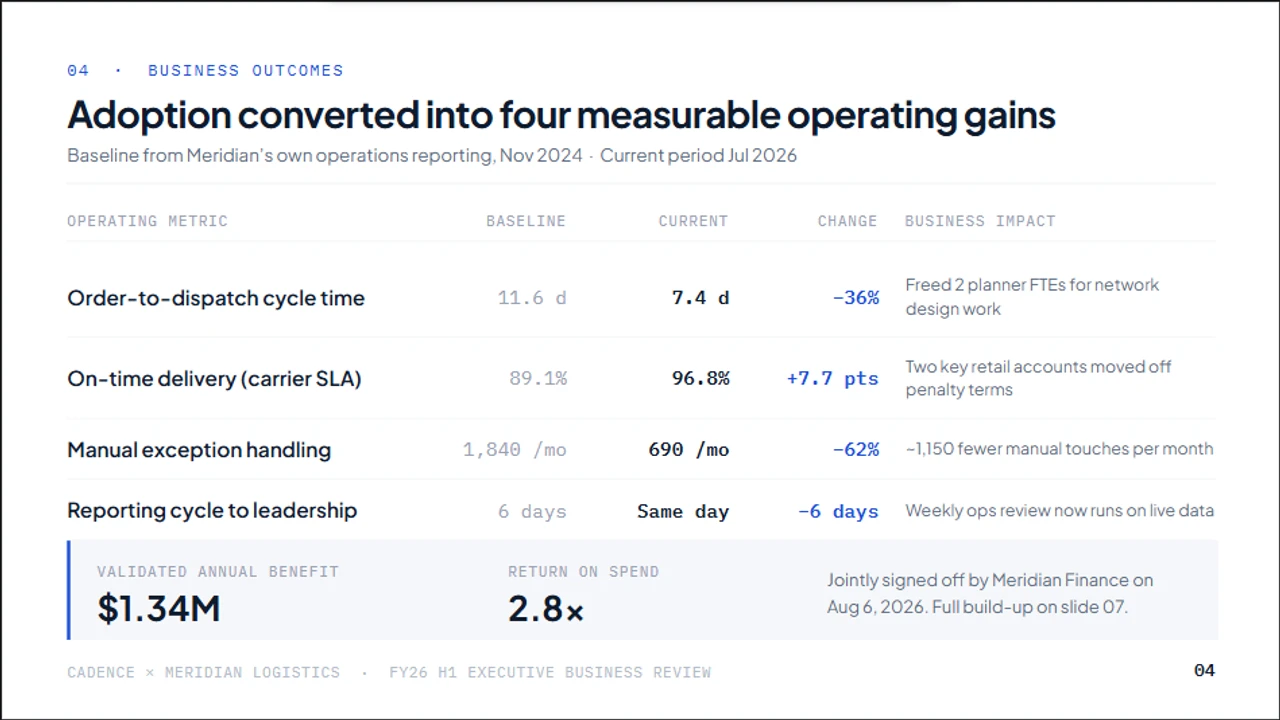 04 · BUSINESS OUTCOMES
Adoption converted into four measurable operating gains
Baseline from Meridian's own operations reporting, Nov 2024 · Current period Jul 2026
OPERATING METRIC BASELINE CURRENT CHANGE BUSINESS IMPACT
Order-to-dispatch cycle time 11.6 d 7.4 d −36% Freed 2 planner FTEs for network
design work
On-time delivery (carrier SLA) 89.1% 96.8% +7.7 pts Two key retail accounts moved off
penalty terms
Manual exception handling 1,840 /mo 690 /mo −62% ~1,150 fewer manual touches per month
Reporting cycle to leadership 6 days Same day −6 days Weekly ops review now runs on live data
VALIDATED ANNUAL BENEFIT
$1.34M
RETURN ON SPEND
2.8×
Jointly signed off by Meridian Finance on
Aug 6, 2026. Full build-up on slide 07.
CADENCE × MERIDIAN LOGISTICS · FY26 H1 EXECUTIVE BUSINESS REVIEW
04